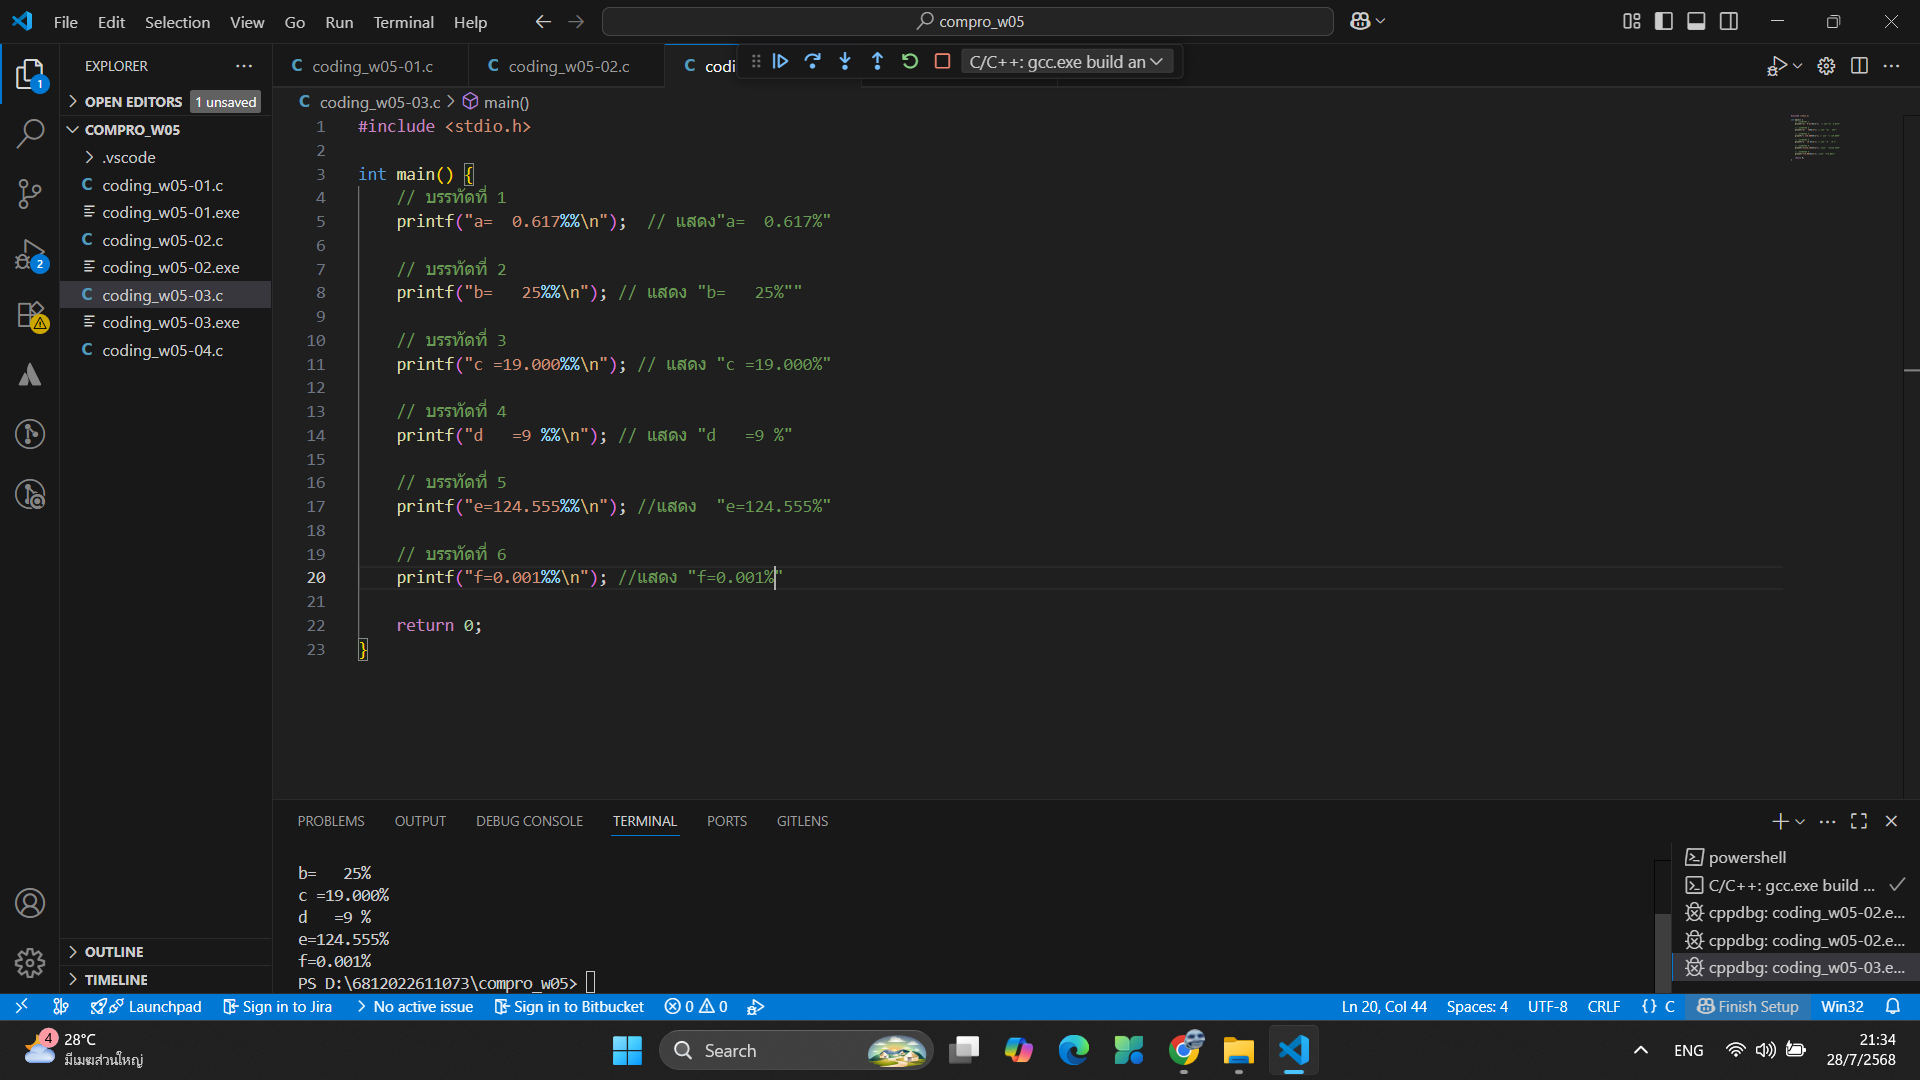 File Edit Selection View Go Run Terminal Help
compro_w05
EXPLORER
OPEN EDITORS 1 unsaved
COMPRO_W05
.vscode
C coding_w05-01.c
coding_w05-01.exe
C coding_w05-02.c
coding_w05-02.exe
C coding_w05-03.c
coding_w05-03.exe
C coding_w05-04.c
OUTLINE
TIMELINE
1
2
C coding_w05-01.c
C coding_w05-02.c
C codi
C/C++: gcc.exe build an
C coding_w05-03.c > main()
1 #include <stdio.h>
2
3 int main() {
4 // บรรทัดที่ 1
5 printf("a=  0.617%%\n");  // แสดง"a=  0.617%"
6
7 // บรรทัดที่ 2
8 printf("b=   25%%\n"); // แสดง "b=   25%""
9
10 // บรรทัดที่ 3
11 printf("c =19.000%%\n"); // แสดง "c =19.000%"
12
13 // บรรทัดที่ 4
14 printf("d   =9 %%\n"); // แสดง "d   =9 %"
15
16 // บรรทัดที่ 5
17 printf("e=124.555%%\n"); //แสดง  "e=124.555%"
18
19 // บรรทัดที่ 6
20 printf("f=0.001%%\n"); //แสดง "f=0.001%"
21
22 return 0;
23 }
PROBLEMS OUTPUT DEBUG CONSOLE TERMINAL PORTS GITLENS
b=   25%
c =19.000%
d   =9 %
e=124.555%
f=0.001%
PS D:\6812022611073\compro_w05>
powershell
C/C++: gcc.exe build ...
cppdbg: coding_w05-02.e...
cppdbg: coding_w05-02.e...
cppdbg: coding_w05-03.e...
Launchpad Sign in to Jira No active issue Sign in to Bitbucket 0 0 Ln 20, Col 44 Spaces: 4 UTF-8 CRLF {} C Finish Setup Win32
4 28°C
มีเมฆส่วนใหญ่
Search
ENG
21:34
28/7/2568